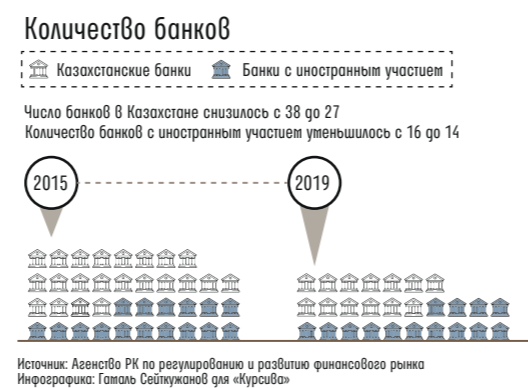 Количество банков
Казахстанские банки
Банки с иностранным участием
Число банков в Казахстане снизилось с 38 до 27
Количество банков с иностранным участием уменьшилось с 16 до 14
2015
2019
Источник: Агенство РК по регулированию и развитию финансового рынка
Инфографика: Гамаль Сейткужанов для «Курсива»